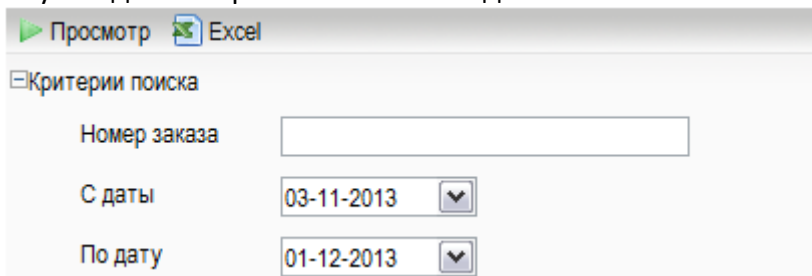 Просмотр Excel
Критерии поиска
Номер заказа
С даты 03-11-2013
По дату 01-12-2013